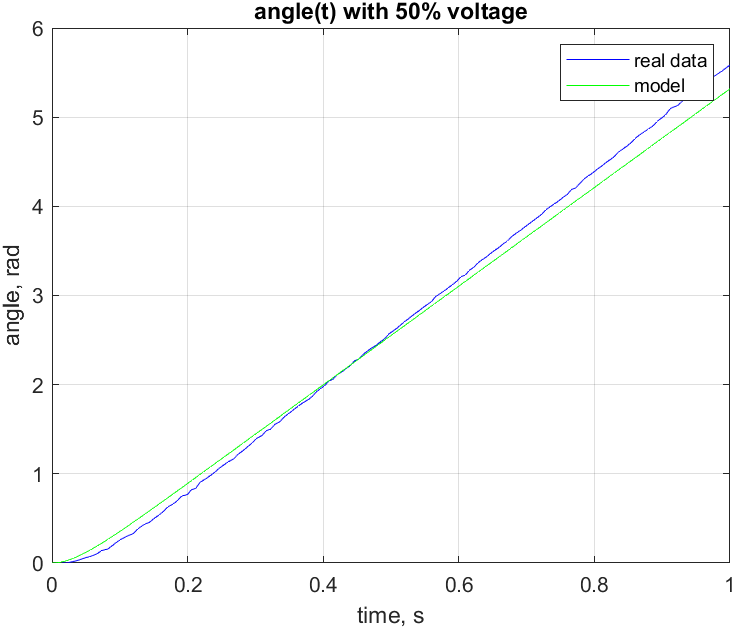 angle(t) with 50% voltage
real data
model
6
5
4
3
2
1
0
angle, rad
0
0.2
0.4
0.6
0.8
1
time, s